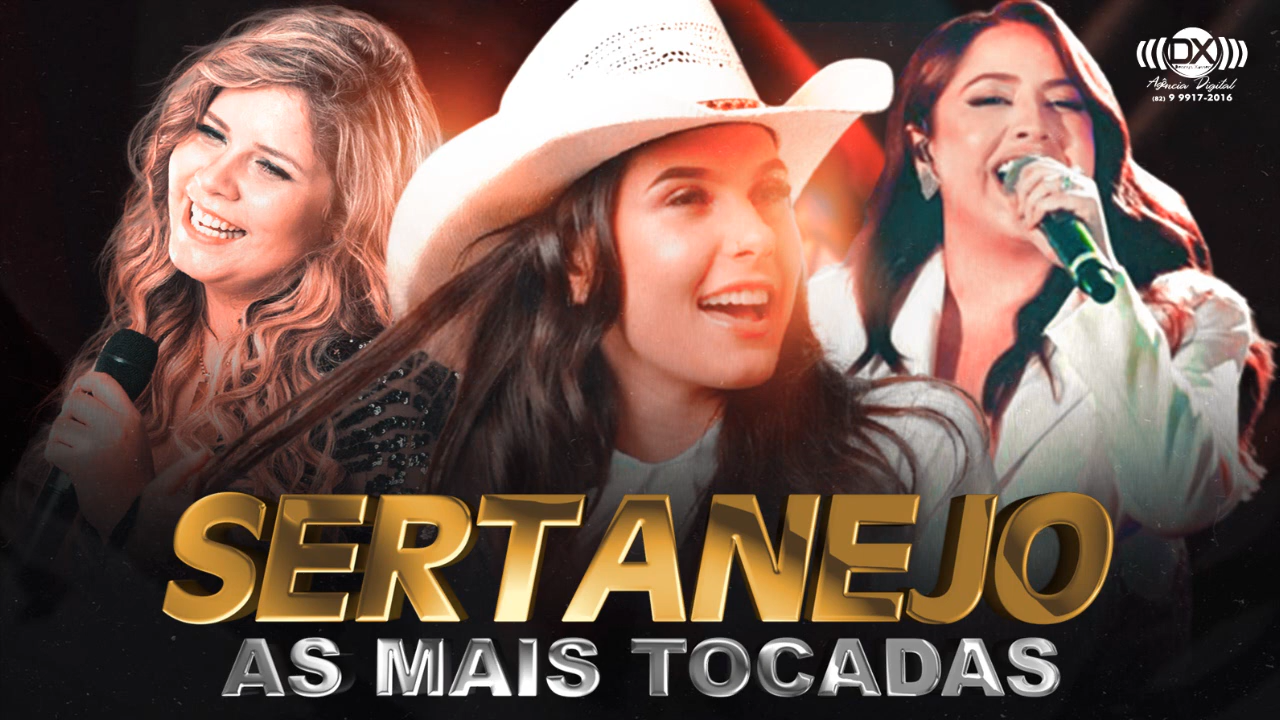 DX
Agência Digital
(82) 9 9917-2016
SERTANEJO
AS MAIS TOCADAS